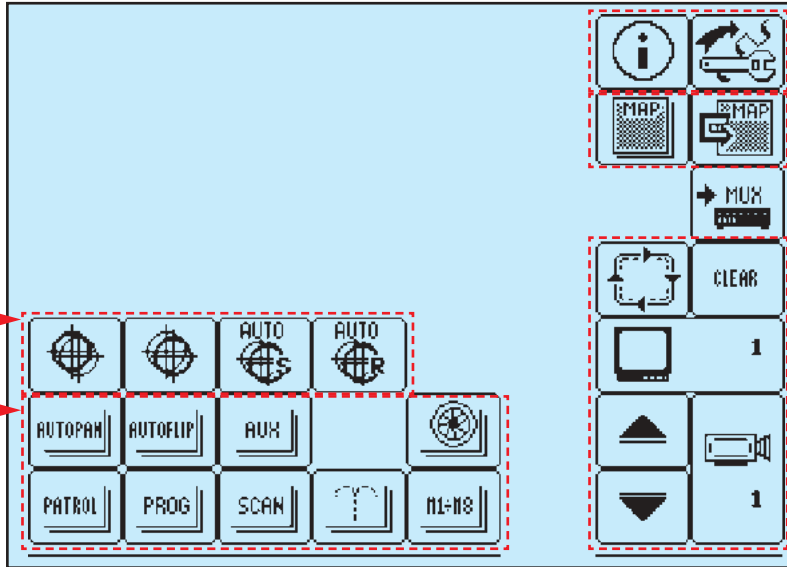 i
MAP MAP
MUX
CLEAR
1
AUTO AUTO
S R
AUTOPAN AUTOFLIP AUX
PATROL PROG SCAN M1÷M8
1